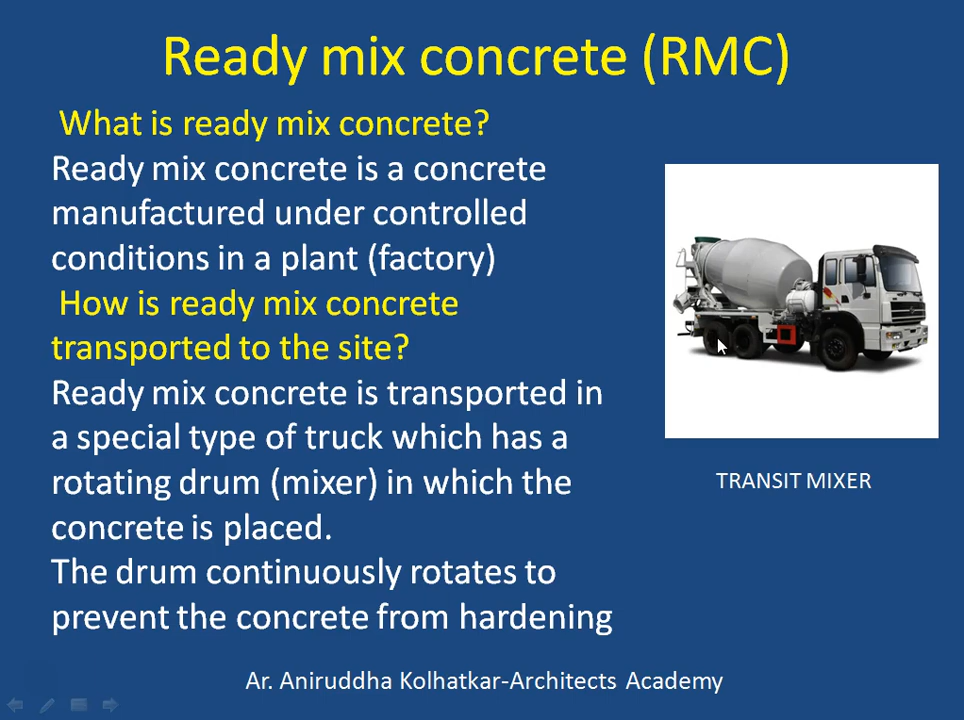 Ready mix concrete (RMC)
What is ready mix concrete?
Ready mix concrete is a concrete
manufactured under controlled
conditions in a plant (factory)
How is ready mix concrete
transported to the site?
Ready mix concrete is transported in
a special type of truck which has a
rotating drum (mixer) in which the
concrete is placed.
The drum continuously rotates to
prevent the concrete from hardening
TRANSIT MIXER
Ar. Aniruddha Kolhatkar-Architects Academy